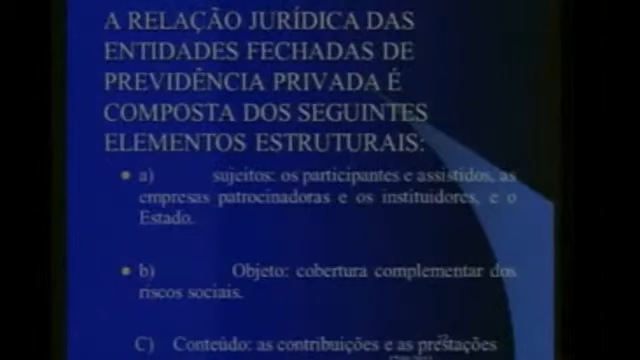 A RELAÇÃO JURÍDICA DAS
ENTIDADES FECHADAS DE
PREVIDÊNCIA PRIVADA É
COMPOSTA DOS SEGUINTES
ELEMENTOS ESTRUTURAIS:
• a) sujeitos: os participantes e assistidos, as
empresas patrocinadoras e os instituidores, e o
Estado.
• b) Objeto: cobertura complementar dos
riscos sociais.
C) Conteúdo: as contribuições e as prestações